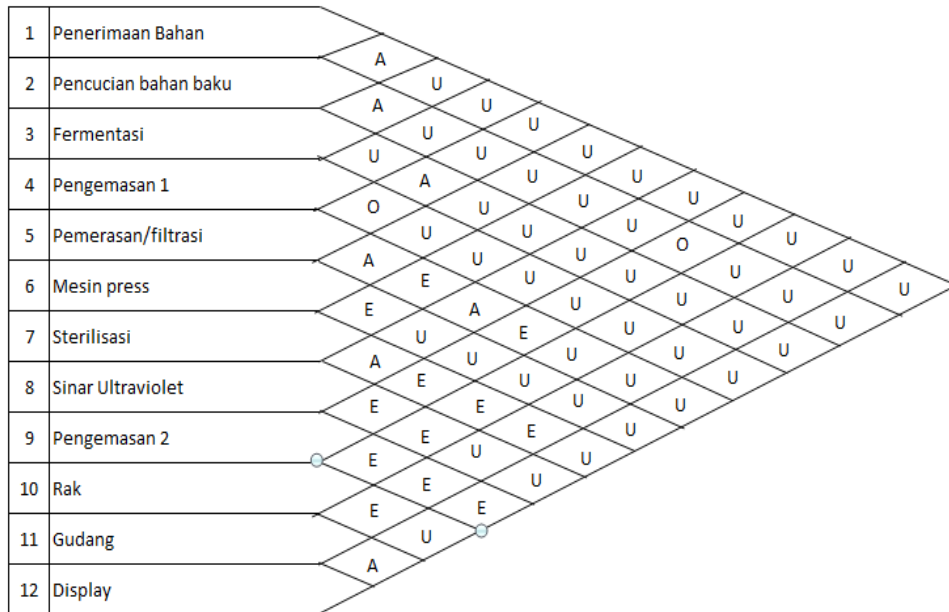 1 Penerimaan Bahan
A
2 Pencucian bahan baku U
A U
3 Fermentasi U U
U U U
4 Pengemasan 1 A U U
O U U U
5 Pemerasan/filtrasi U U U U
O U
A U U
U U
6 Mesin press E U U U
E A U U U
7 Sterilisasi U E U U U
A U U U U
8 Sinar Ultraviolet E U U U
E E U U
9 Pengemasan 2 E E U
E U U
10 Rak E U
E E
11 Gudang U
A
12 Display